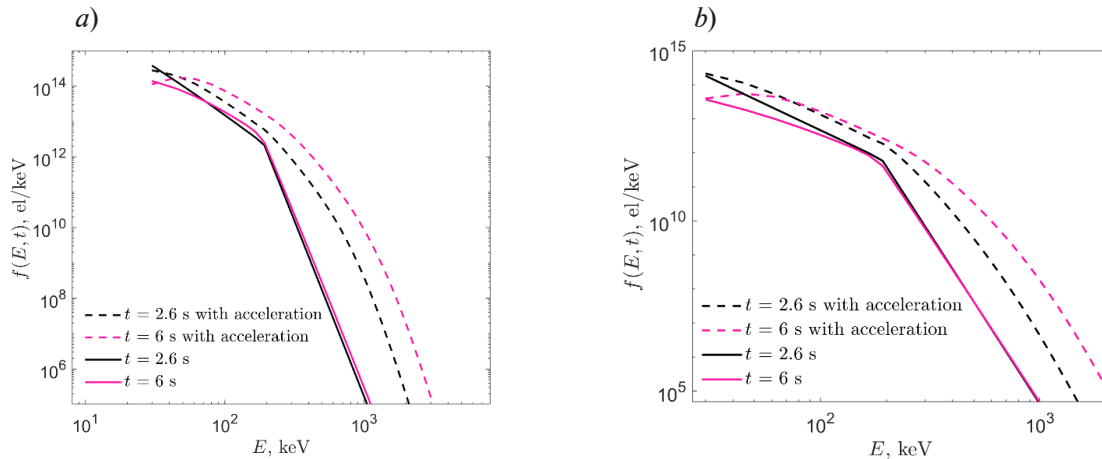 a)
10^14
10^12
10^10
10^8
10^6
f(E, t), el/keV
t = 2.6 s with acceleration
t = 6 s with acceleration
t = 2.6 s
t = 6 s
10^1
10^2
10^3
E, keV
b)
10^15
10^10
10^5
f(E, t), el/keV
t = 2.6 s with acceleration
t = 6 s with acceleration
t = 2.6 s
t = 6 s
10^2
10^3
E, keV